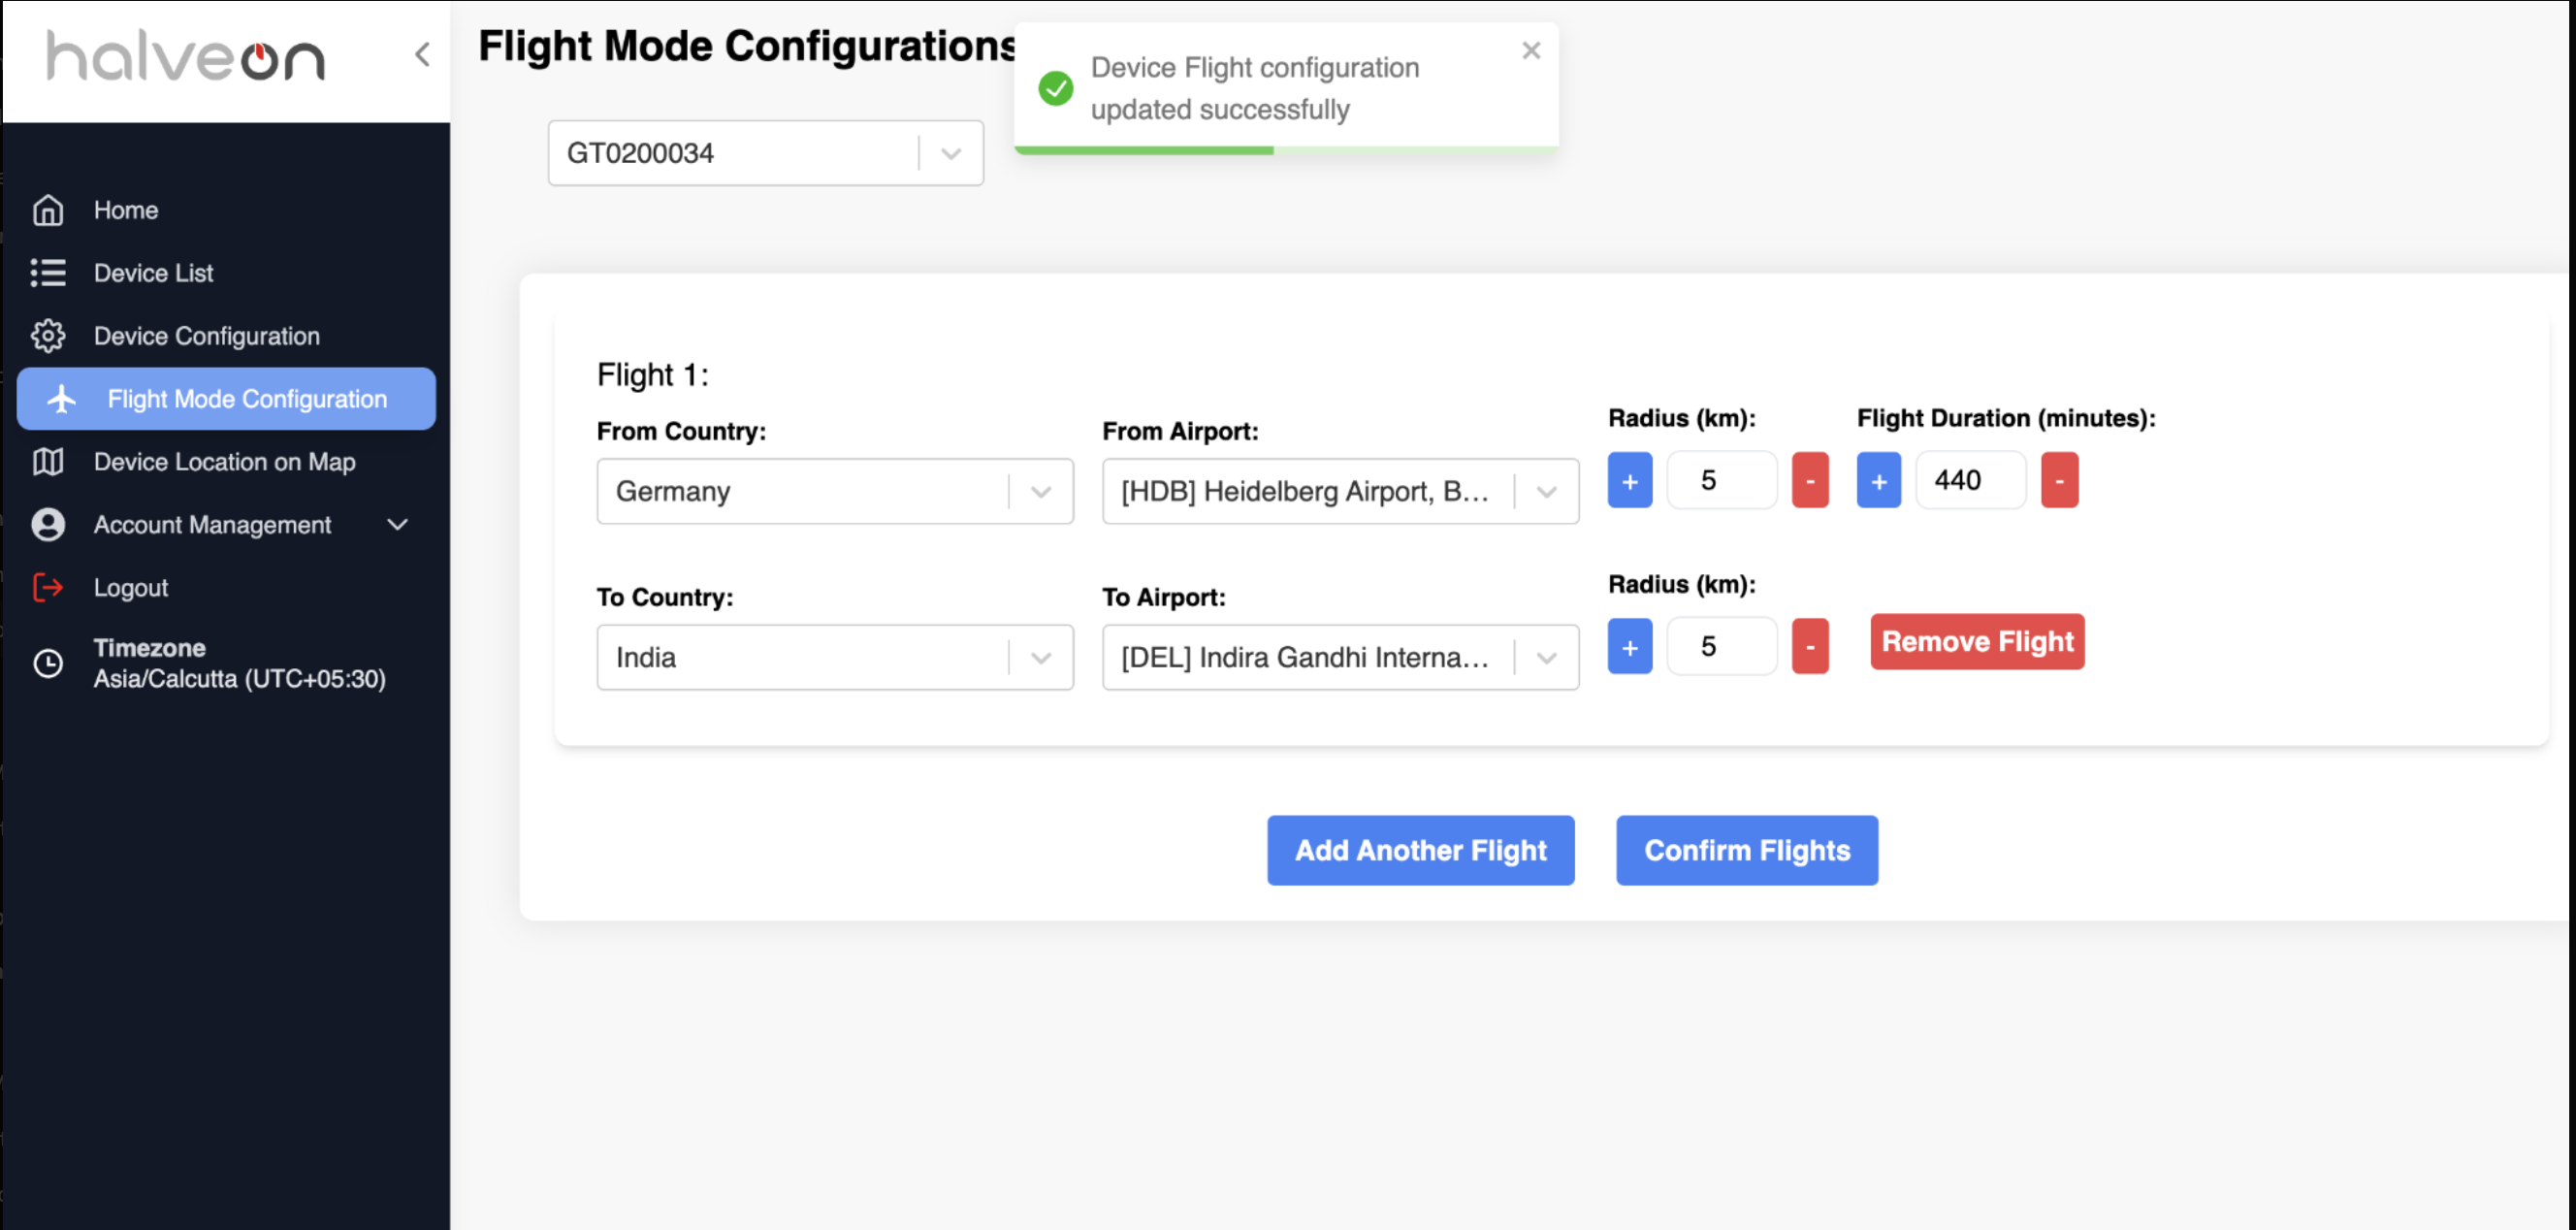 halveon
Home
Device List
Device Configuration
Flight Mode Configuration
Device Location on Map
Account Management
Logout
Timezone
Asia/Calcutta (UTC+05:30)
Flight Mode Configurations
Device Flight configuration
updated successfully
GT0200034
Flight 1:
From Country:
Germany
From Airport:
[HDB] Heidelberg Airport, B...
Radius (km):
+ 5 -
Flight Duration (minutes):
+ 440 -
To Country:
India
To Airport:
[DEL] Indira Gandhi Interna...
Radius (km):
+ 5 -
Remove Flight
Add Another Flight
Confirm Flights